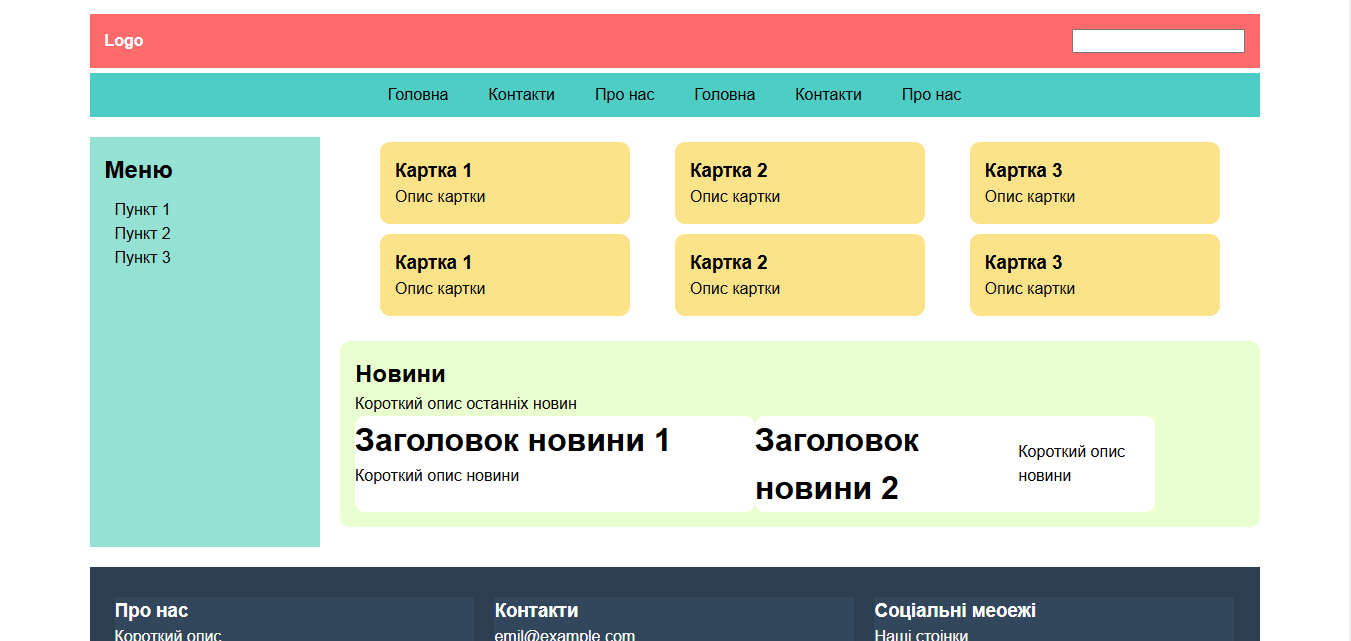 Logo
Головна Контакти Про нас Головна Контакти Про нас
Меню
Пункт 1
Пункт 2
Пункт 3
Картка 1
Опис картки
Картка 2
Опис картки
Картка 3
Опис картки
Картка 1
Опис картки
Картка 2
Опис картки
Картка 3
Опис картки
Новини
Короткий опис останніх новин
Заголовок новини 1
Короткий опис новини
Заголовок
новини 2
Короткий опис
новини
Про нас
Короткий опис
Контакти
emil@example.com
Соціальні меоежі
Наші стоінки